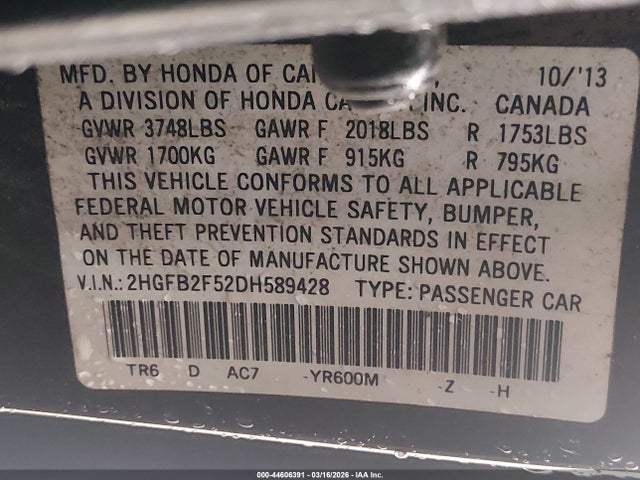 MFD. BY HONDA OF 10/'13
A DIVISION OF HONDA INC. CANADA
GVWR 3748LBS GAWR F 2018LBS R 1753LBS
GVWR 1700KG GAWR F 915KG R 795KG
THIS VEHICLE CONFORMS TO ALL APPLICABLE
FEDERAL MOTOR VEHICLE SAFETY, BUMPER,
AND THEFT PREVENTION STANDARDS IN EFFECT
ON THE DATE OF MANUFACTURE SHOWN ABOVE.
V.I.N.: 2HGFB2F52DH589428 TYPE: PASSENGER CAR
TR6 D AC7 -YR600M -Z -H
000-44606391 - 03/16/2026 - IAA Inc.